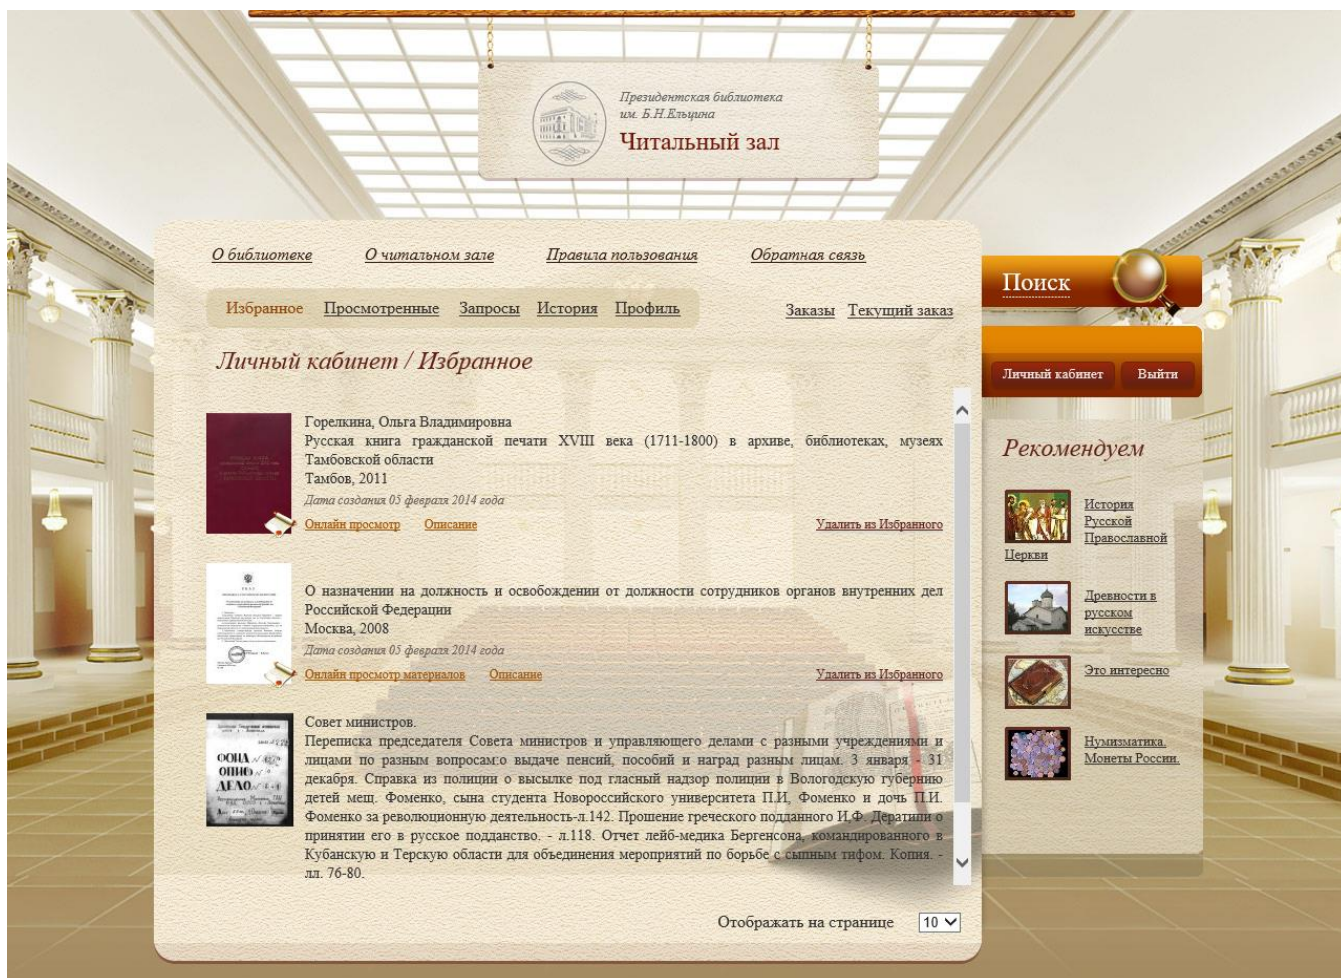 Президентская библиотека
им. Б.Н.Ельцина
Читальный зал
О библиотеке О читальном зале Правила пользования Обратная связь
Избранное Просмотренные Запросы История Профиль Заказы Текущий заказ
Личный кабинет / Избранное
Горелкина, Ольга Владимировна
Русская книга гражданской печати XVIII века (1711-1800) в архиве, библиотеках, музеях
Тамбовской области
Тамбов, 2011
Дата создания 05 февраля 2014 года
Онлайн просмотр Описание Удалить из Избранного
О назначении на должность и освобождении от должности сотрудников органов внутренних дел
Российской Федерации
Москва, 2008
Дата создания 05 февраля 2014 года
Онлайн просмотр материалов Описание Удалить из Избранного
ФОНД
ОПИС
ДЕЛО
Совет министров.
Переписка председателя Совета министров и управляющего делами с разными учреждениями и
лицами по разным вопросам:о выдаче пенсий, пособий и наград разным лицам. 3 января - 31
декабря. Справка из полиции о высылке под гласный надзор полиции в Вологодскую губернию
детей мещ. Фоменко, сына студента Новороссийского университета П.И, Фоменко и дочь П.И.
Фоменко за революционную деятельность-л.142. Прошение греческого подданного И,Ф. Дератипи о
принятии его в русское подданство. - л.118. Отчет лейб-медика Бергенсона, командированного в
Кубанскую и Терскую области для объединения мероприятий по борьбе с сыпным тифом. Копия. -
лл. 76-80.
Отображать на странице 10
Поиск
Личный кабинет Выйти
Рекомендуем
История
Русской
Православной
Церкви
Древности в
русском
искусстве
Это интересно
Нумизматика.
Монеты России.